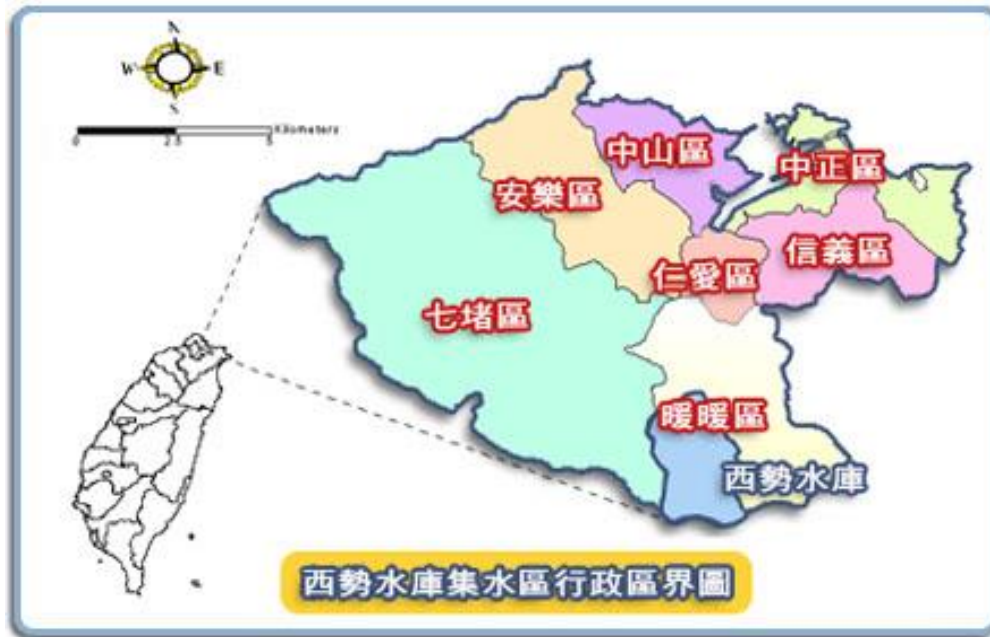 N
W E
S
Kilometers
0 2.5 5
中山區
中正區
安樂區
信義區
仁愛區
七堵區
暖暖區
西勢水庫
西勢水庫集水區行政區界圖